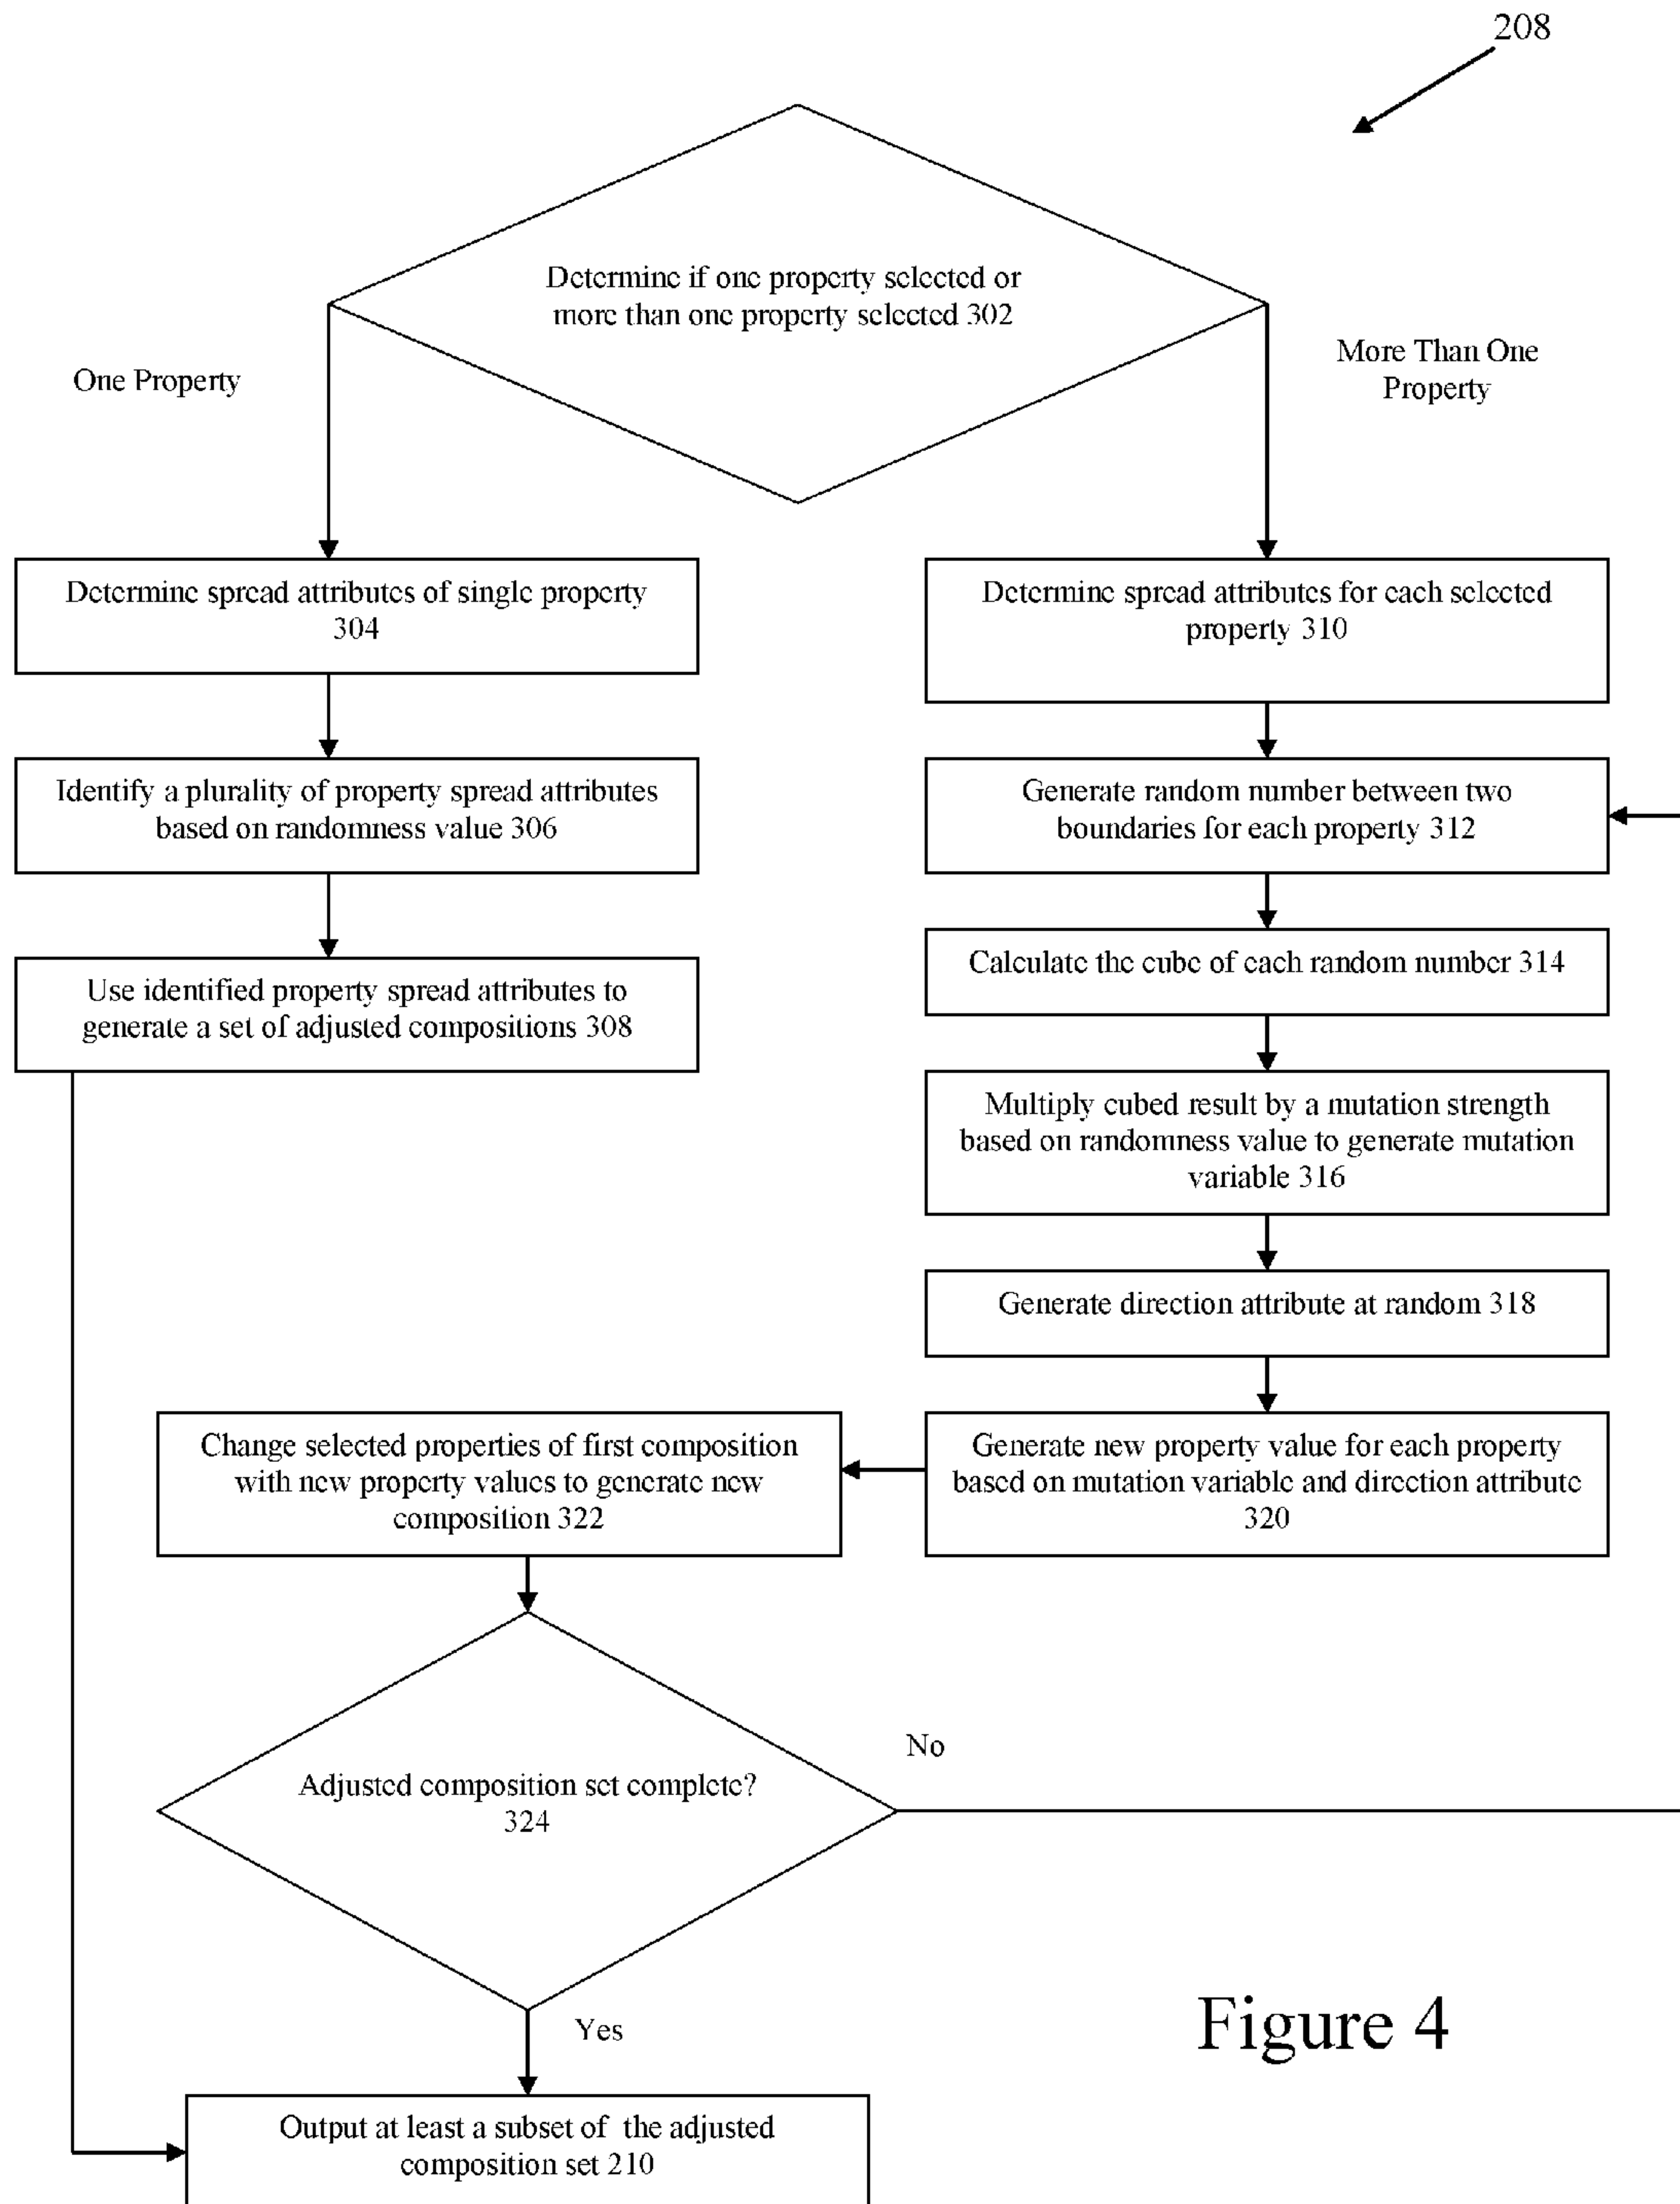 208
Determine if one property selected or
more than one property selected 302
One Property
More Than One
Property
Determine spread attributes of single property
304
Determine spread attributes for each selected
property 310
Identify a plurality of property spread attributes
based on randomness value 306
Generate random number between two
boundaries for each property 312
Calculate the cube of each random number 314
Use identified property spread attributes to
generate a set of adjusted compositions 308
Multiply cubed result by a mutation strength
based on randomness value to generate mutation
variable 316
Generate direction attribute at random 318
Generate new property value for each property
based on mutation variable and direction attribute
320
Change selected properties of first composition
with new property values to generate new
composition 322
Adjusted composition set complete?
324
No
Yes
Output at least a subset of the adjusted
composition set 210
Figure 4